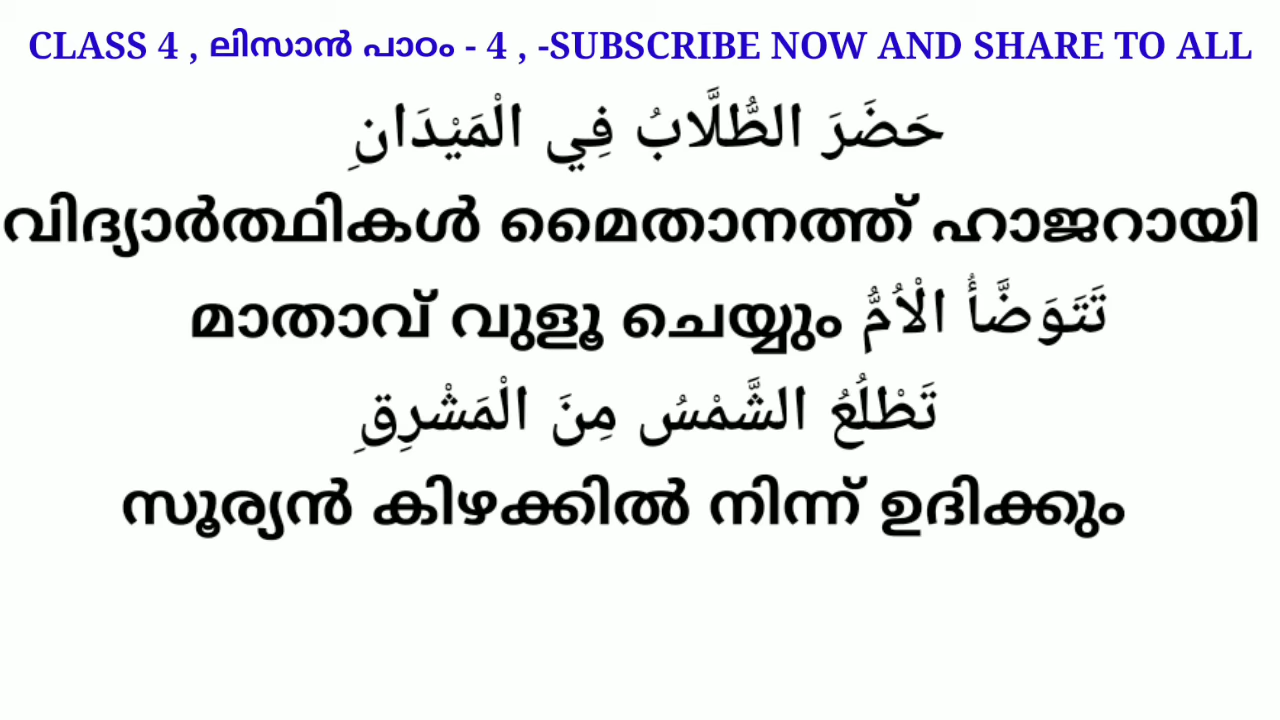 CLASS 4 , ലിസാൻ പാഠം - 4 , -SUBSCRIBE NOW AND SHARE TO ALL
حَضَرَ الطُّلَّابُ فِي الْمَيْدَانِ
വിദ്യാർത്ഥികൾ മൈതാനത്ത് ഹാജറായി
മാതാവ് വുളൂ ചെയ്യും تَتَوَضَّأُ الْاُمُّ
تَطْلُعُ الشَّمْسُ مِنَ الْمَشْرِقِ
സൂര്യൻ കിഴക്കിൽ നിന്ന് ഉദിക്കും